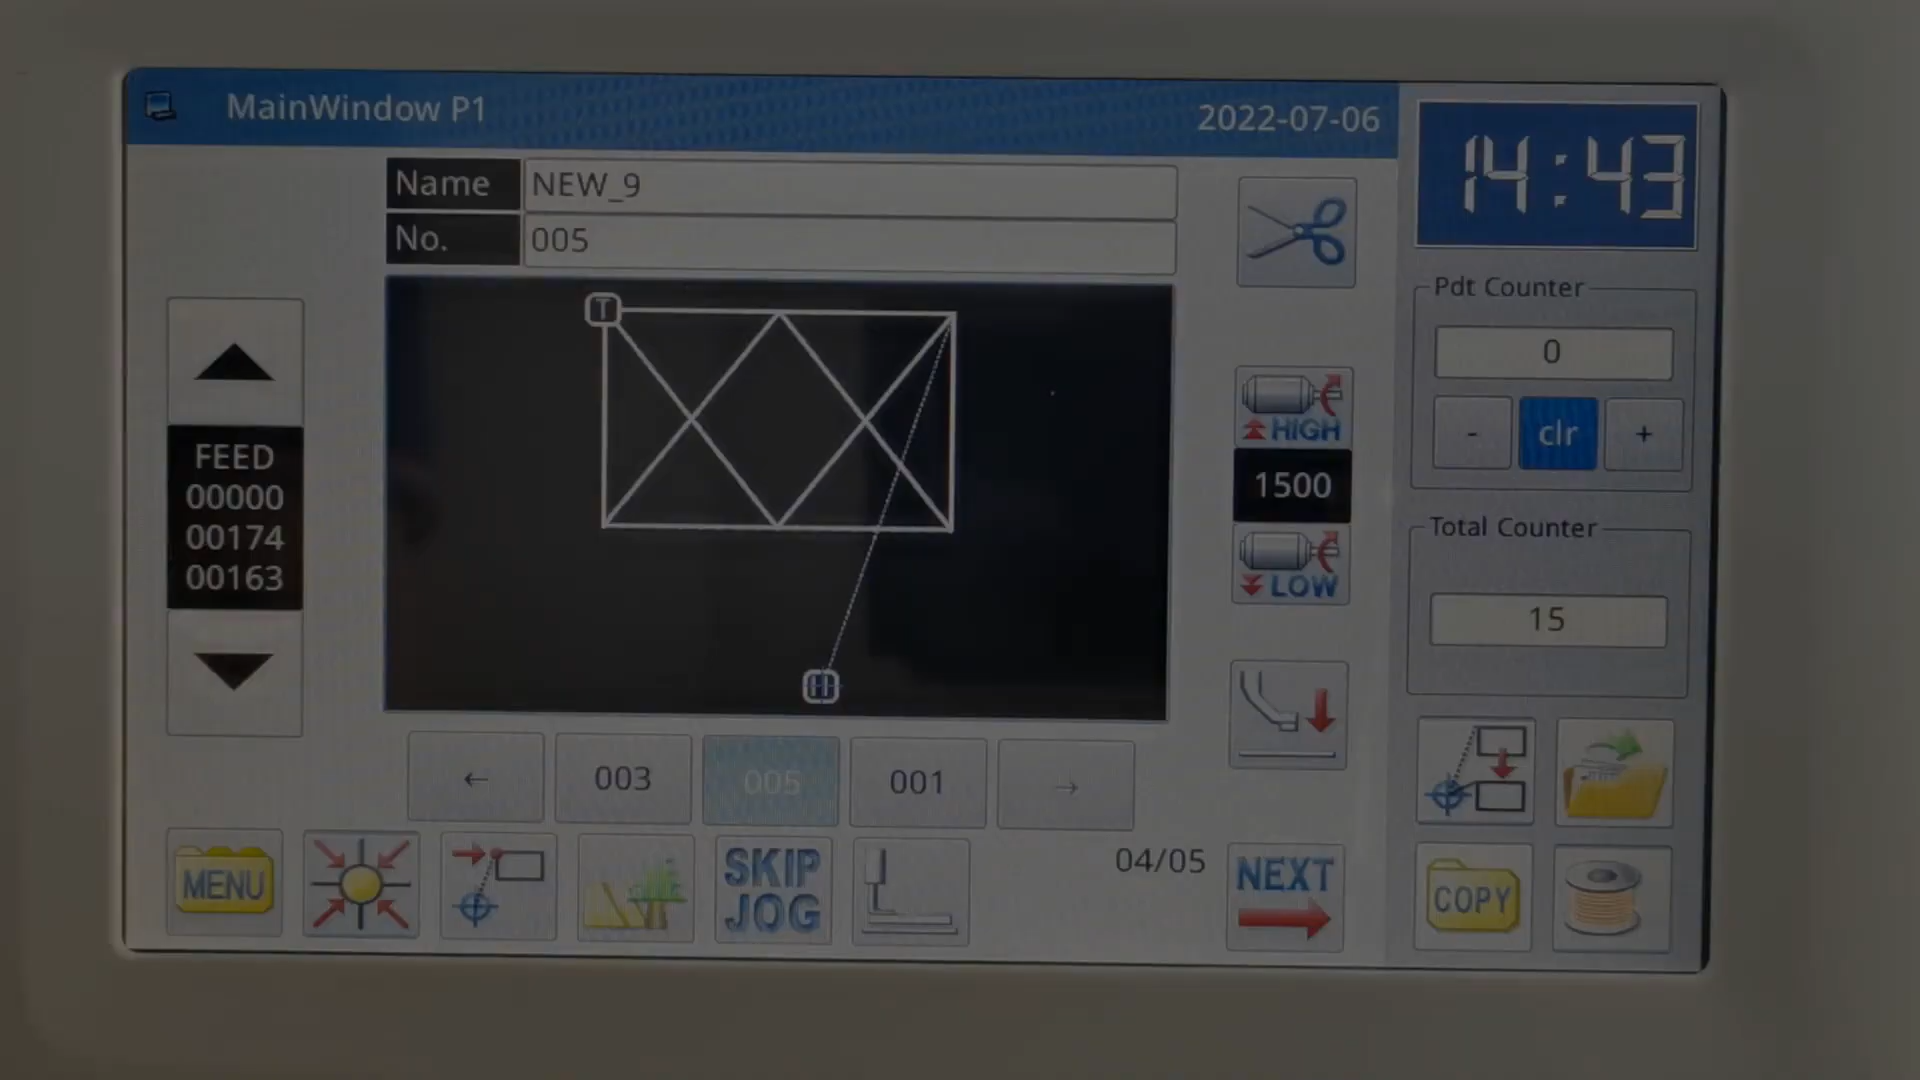 MainWindow P1
2022-07-06
14:43
Name
NEW_9
No.
005
T
H
FEED
00000
00174
00163
HIGH
1500
LOW
Pdt Counter
0
- clr +
Total Counter
15
← 003 005 001 →
04/05
MENU
SKIP
JOG
NEXT
COPY